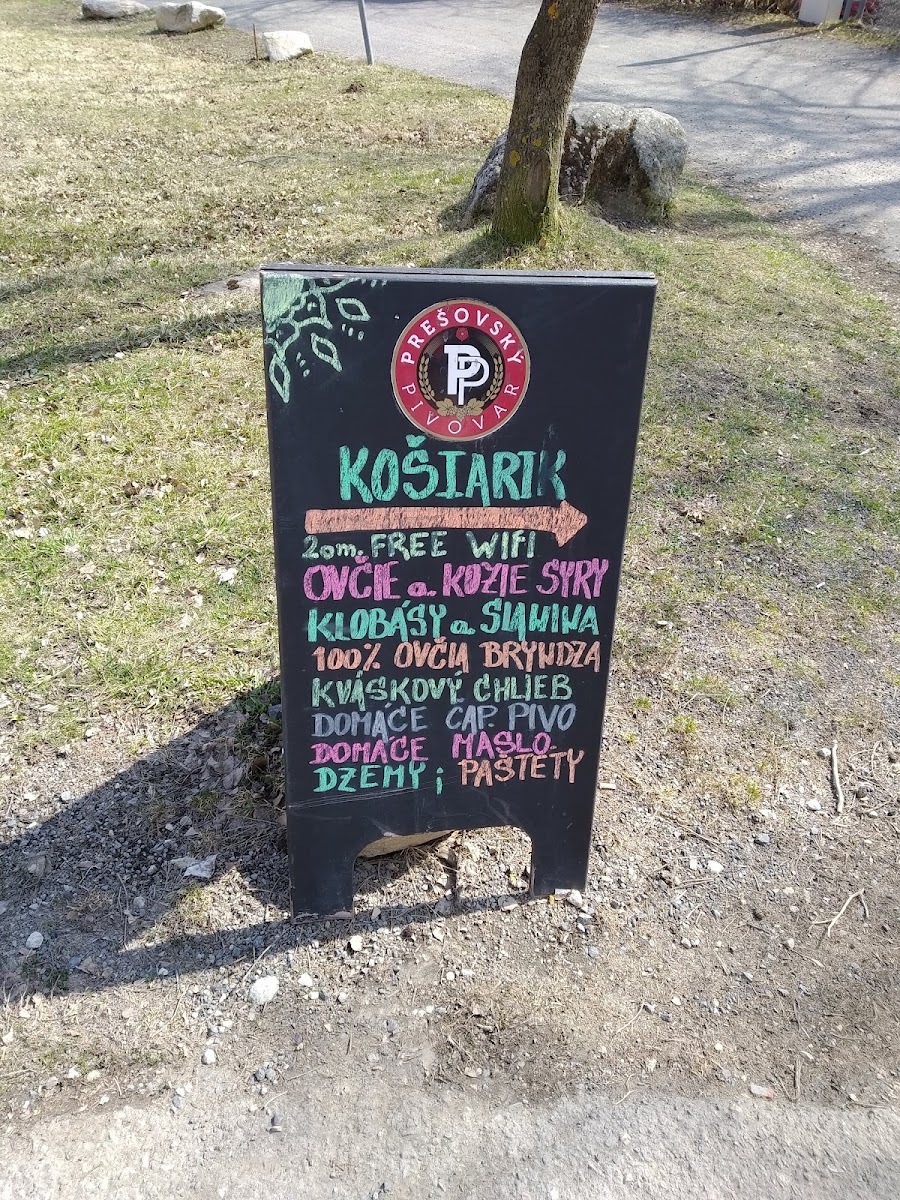 PREŠOVSKÝ
PP
PIVOVAR
KOŠIARIK
20m. FREE WIFI
OVČIE a KOZIE SYRY
KLOBÁSY a SLANINA
100% OVČIA BRYNDZA
KVÁSKOVÝ CHLIEB
DOMÁCE ČAP. PIVO
DOMÁCE MASLO
DZEMY i PAŠTÉTY